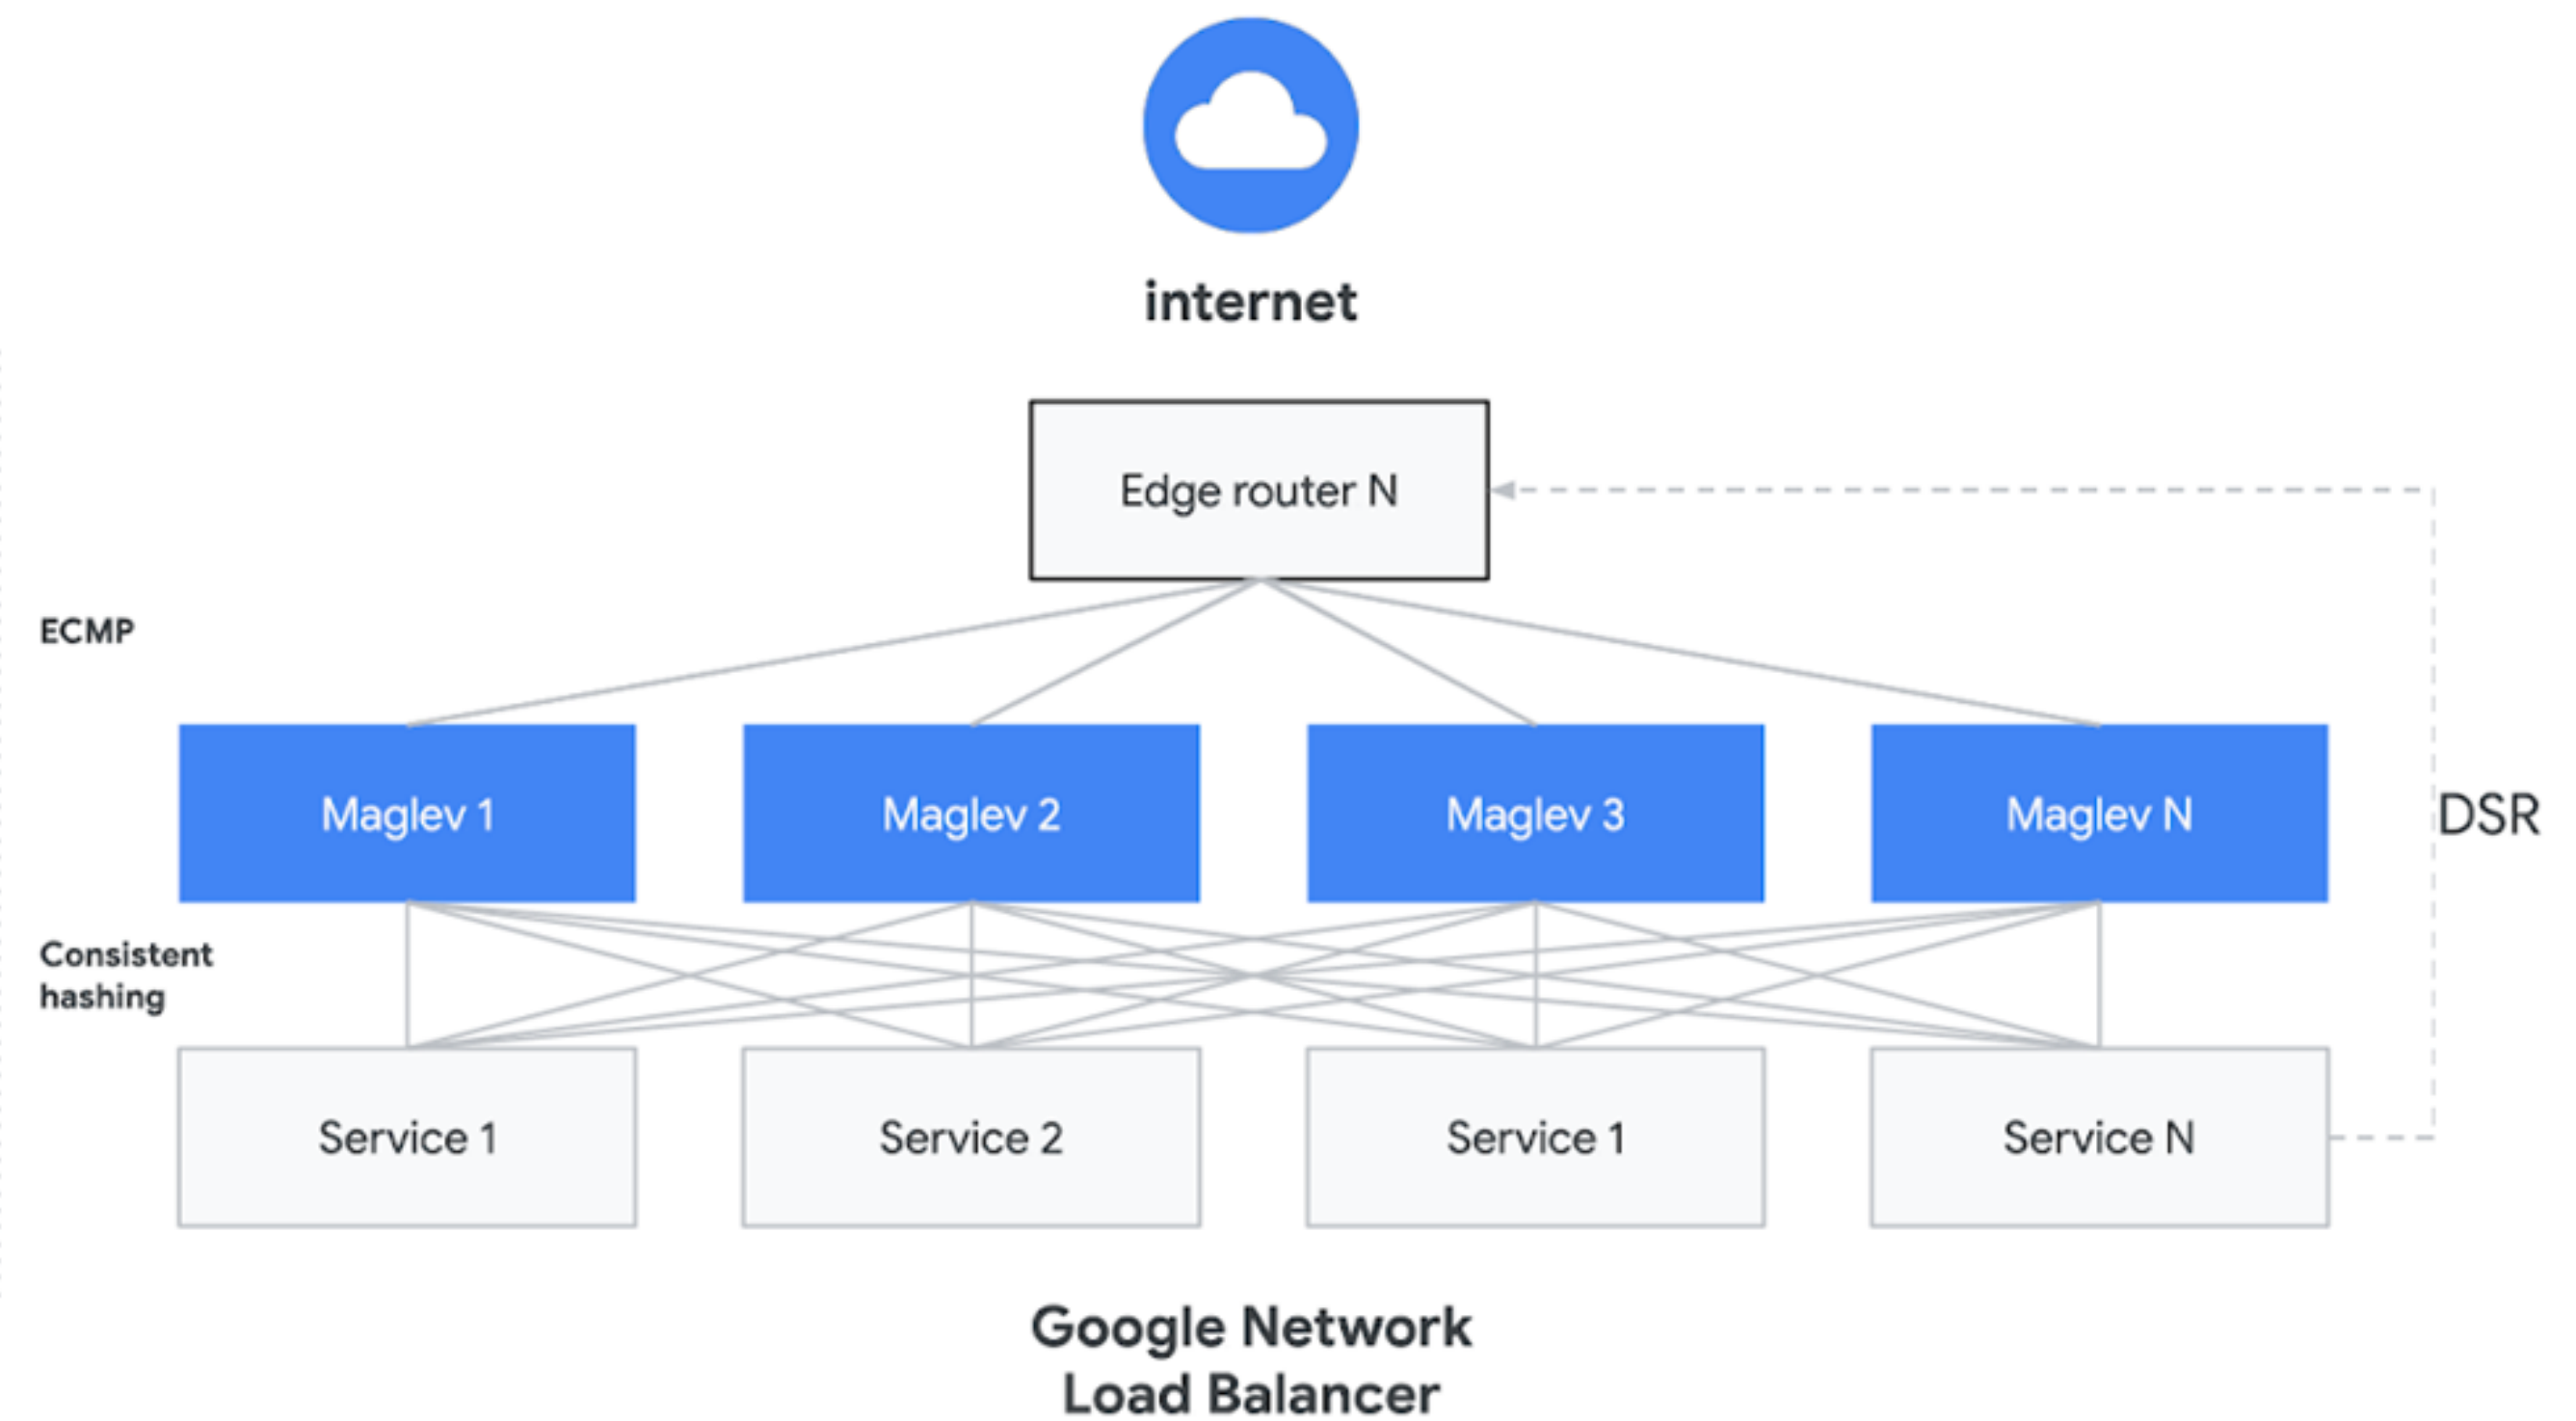 internet
Edge router N
ECMP
Maglev 1
Maglev 2
Maglev 3
Maglev N
DSR
Consistent
hashing
Service 1
Service 2
Service 1
Service N
Google Network
Load Balancer